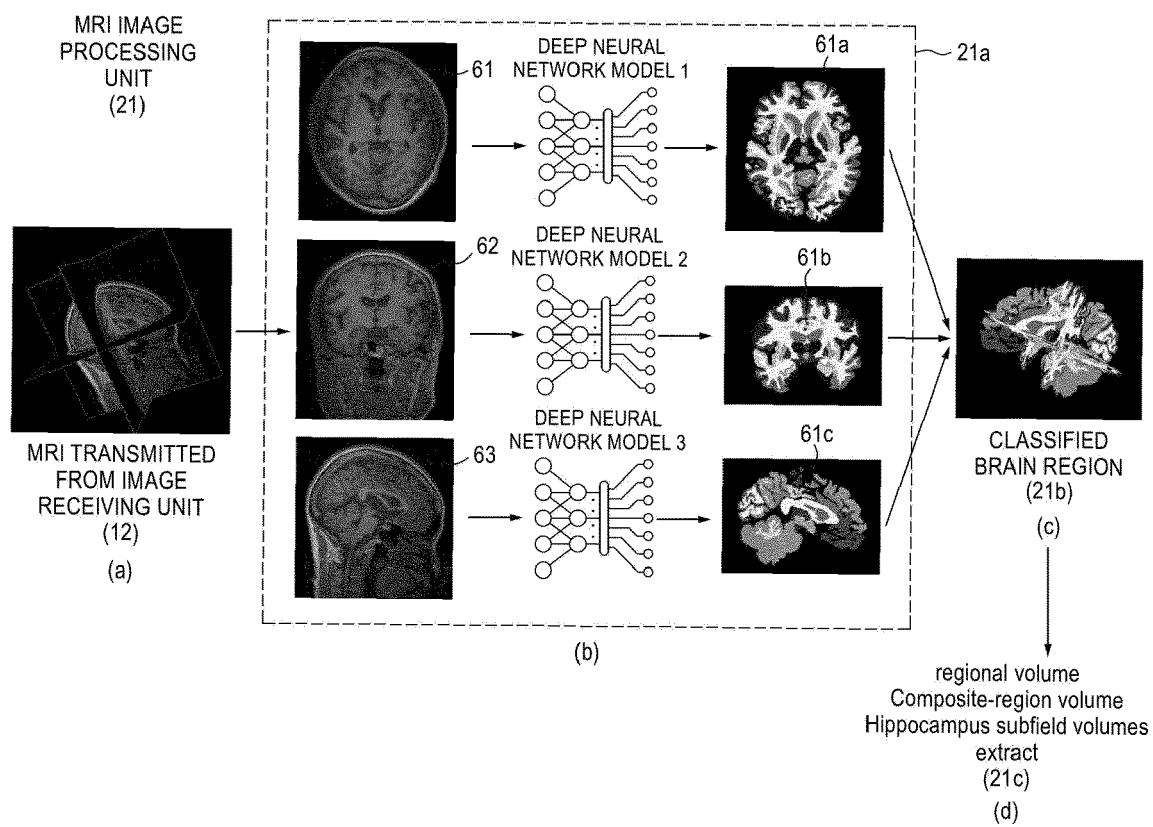 MRI IMAGE
PROCESSING
UNIT
(21)
61
DEEP NEURAL
NETWORK MODEL 1
61a
21a
62
DEEP NEURAL
NETWORK MODEL 2
61b
63
DEEP NEURAL
NETWORK MODEL 3
61c
MRI TRANSMITTED
FROM IMAGE
RECEIVING UNIT
(12)
(a)
(b)
CLASSIFIED
BRAIN REGION
(21b)
(c)
regional volume
Composite-region volume
Hippocampus subfield volumes
extract
(21c)
(d)